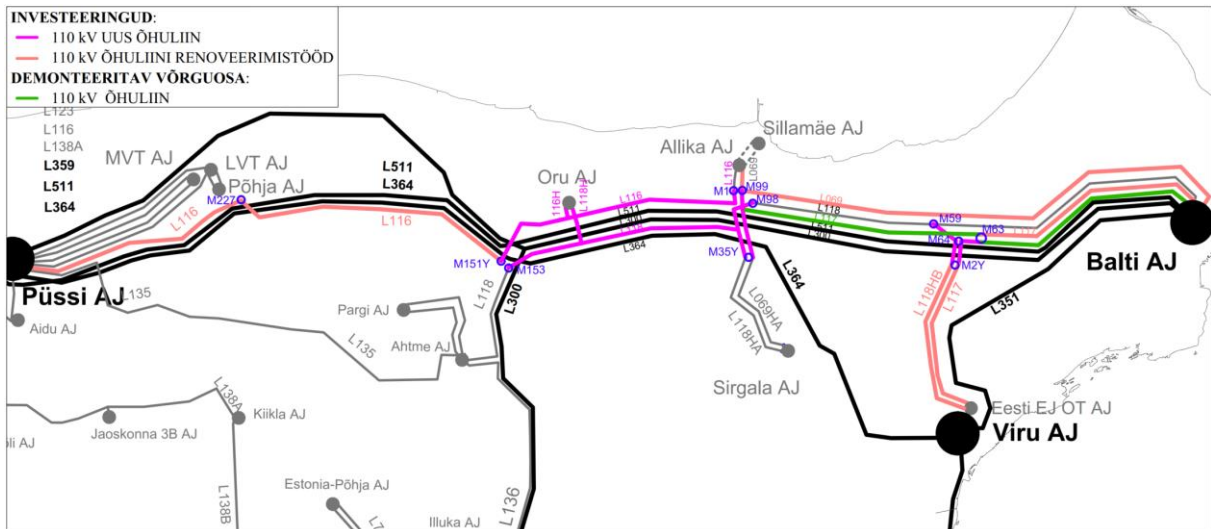 INVESTEERINGUD:
110 kV UUS ÕHULIIN
110 kV ÕHULIINI RENOVEERIMISTÖÖD
DEMONTEERITAV VÕRGUOSA:
110 kV ÕHULIIN
L123
L116
L138A
L359
L511
L364
MVT AJ
LVT AJ
Põhja AJ
M227
L116
L511
L364
L116
Püssi AJ
Aidu AJ
L135
L135
Pargi AJ
Ahtme AJ
L118
L300
M151Y
M153
Oru AJ
116H
L118H
L116
L511
L300
L364
Sillamäe AJ
Allika AJ
L069
L116
M99
M98
M35Y
L069
L118
L364
L069HA
L118HA
Sirgala AJ
M59
M64
M63
M2Y
L118HB
L117
L351
Balti AJ
Eesti EJ OT AJ
Viru AJ
L138A
Kiikla AJ
Jaoskonna 3B AJ
L138B
Estonia-Põhja AJ
Illuka AJ
L136